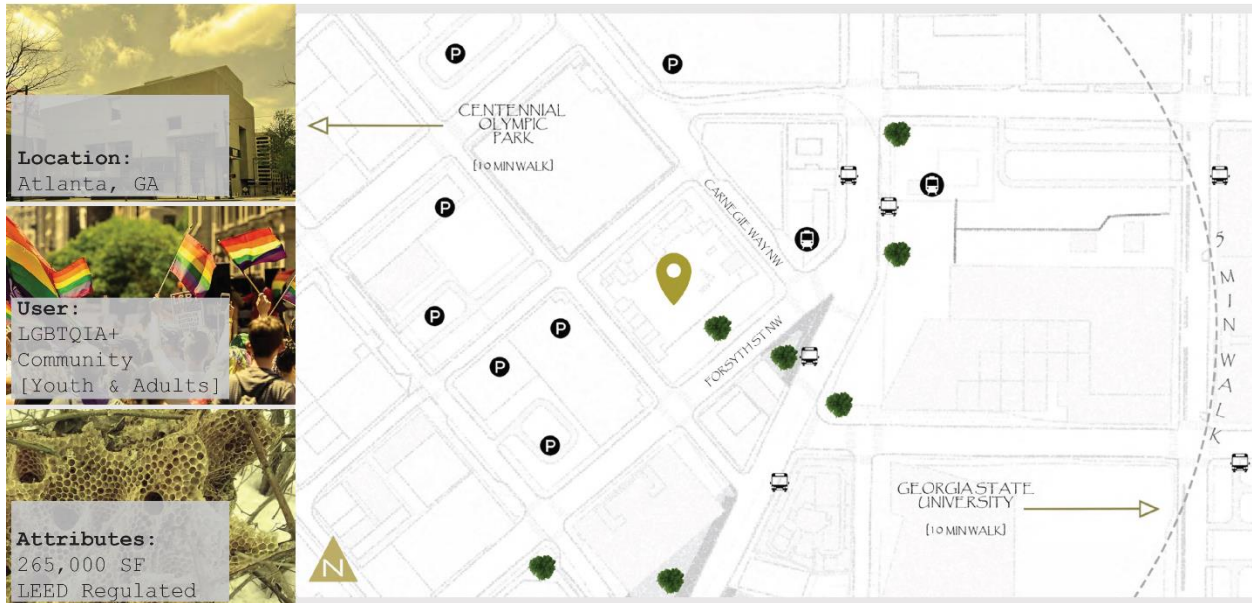 Location:
Atlanta, GA
User:
LGBTQIA+
Community
[Youth & Adults]
Attributes:
265,000 SF
LEED Regulated
P
P
CENTENNIAL
OLYMPIC
PARK
[10 MIN WALK]
P
CARNEGIE WAY NW
P
P
P
FORSYTH ST NW
P
5 MIN WALK
GEORGIA STATE
UNIVERSITY
[10 MIN WALK]
N